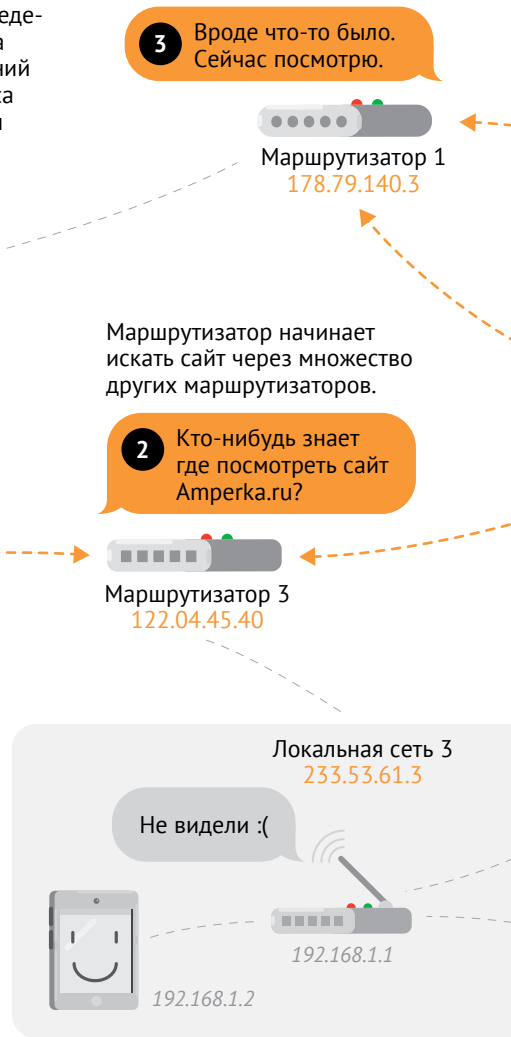 3
Вроде что-то было.
Сейчас посмотрю.
Маршрутизатор 1
178.79.140.3
Маршрутизатор начинает
искать сайт через множество
других маршрутизаторов.
2
Кто-нибудь знает
где посмотреть сайт
Amperka.ru?
Маршрутизатор 3
122.04.45.40
Локальная сеть 3
233.53.61.3
Не видели :(
192.168.1.1
192.168.1.2